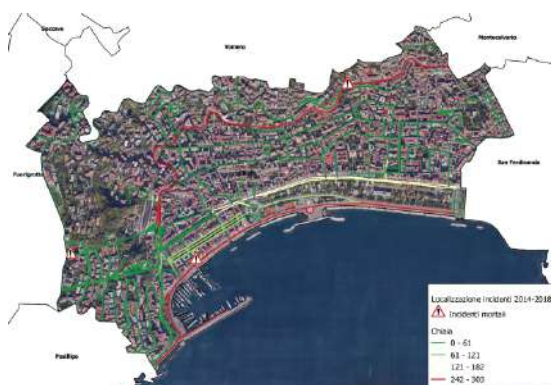 Soccavo
Vomero
Montecalvario
San Ferdinando
Fuorigrotta
Posillipo
Localizzazione incidenti 2014-2018
Incidenti mortali
Chiaia
0 - 61
61 - 121
121 - 182
242 - 303